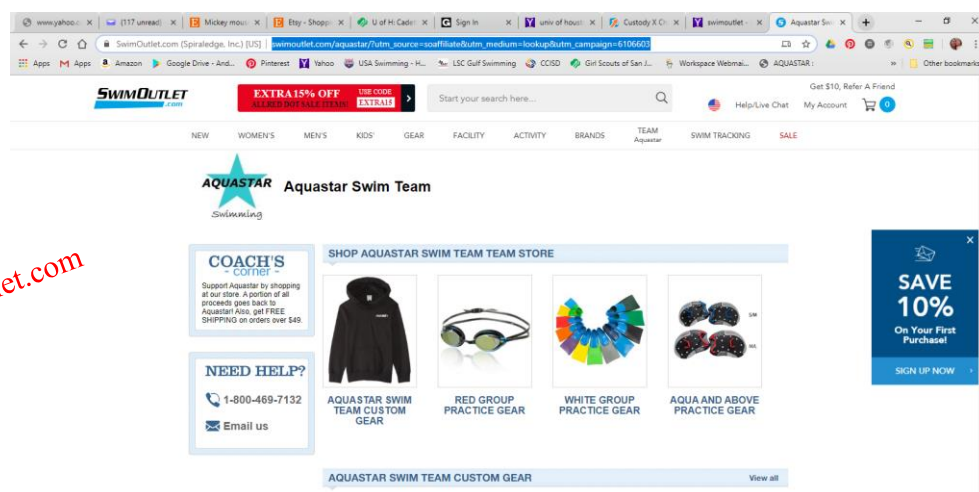 www.yahoo.c
(117 unread)
Mickey mous
Etsy - Shoppi
U of H: Cadet
Sign In
univ of houst
Custody X Ch
swimoutlet -
Aquastar Swi
SwimOutlet.com (Spiraledge, Inc.) [US] | swimoutlet.com/aquastar/?utm_source=soaffiliate&utm_medium=lookup&utm_campaign=6106603
Apps M Apps Amazon Google Drive - And... Pinterest Yahoo USA Swimming - H... LSC Gulf Swimming CCISD Girl Scouts of San J... Workspace Webmai... AQUASTAR : » Other bookmarks
Get $10, Refer A Friend
SWIMOUTLET
.com
EXTRA 15% OFF
ALL RED DOT SALE ITEMS!
USE CODE
EXTRA15
Start your search here...
Help/Live Chat My Account 0
NEW WOMEN'S MEN'S KIDS' GEAR FACILITY ACTIVITY BRANDS TEAM Aquastar SWIM TRACKING SALE
AQUASTAR
Swimming
Aquastar Swim Team
et.com
COACH'S
- corner -
Support Aquastar by shopping
at our store. A portion of all
proceeds goes back to
Aquastar! Also, get FREE
SHIPPING on orders over $49.
NEED HELP?
1-800-469-7132
Email us
SHOP AQUASTAR SWIM TEAM TEAM STORE
AQUASTAR SWIM
TEAM CUSTOM
GEAR
RED GROUP
PRACTICE GEAR
WHITE GROUP
PRACTICE GEAR
S/M
M/L
AQUA AND ABOVE
PRACTICE GEAR
AQUASTAR SWIM TEAM CUSTOM GEAR View all
X
SAVE
10%
On Your First
Purchase!
SIGN UP NOW >